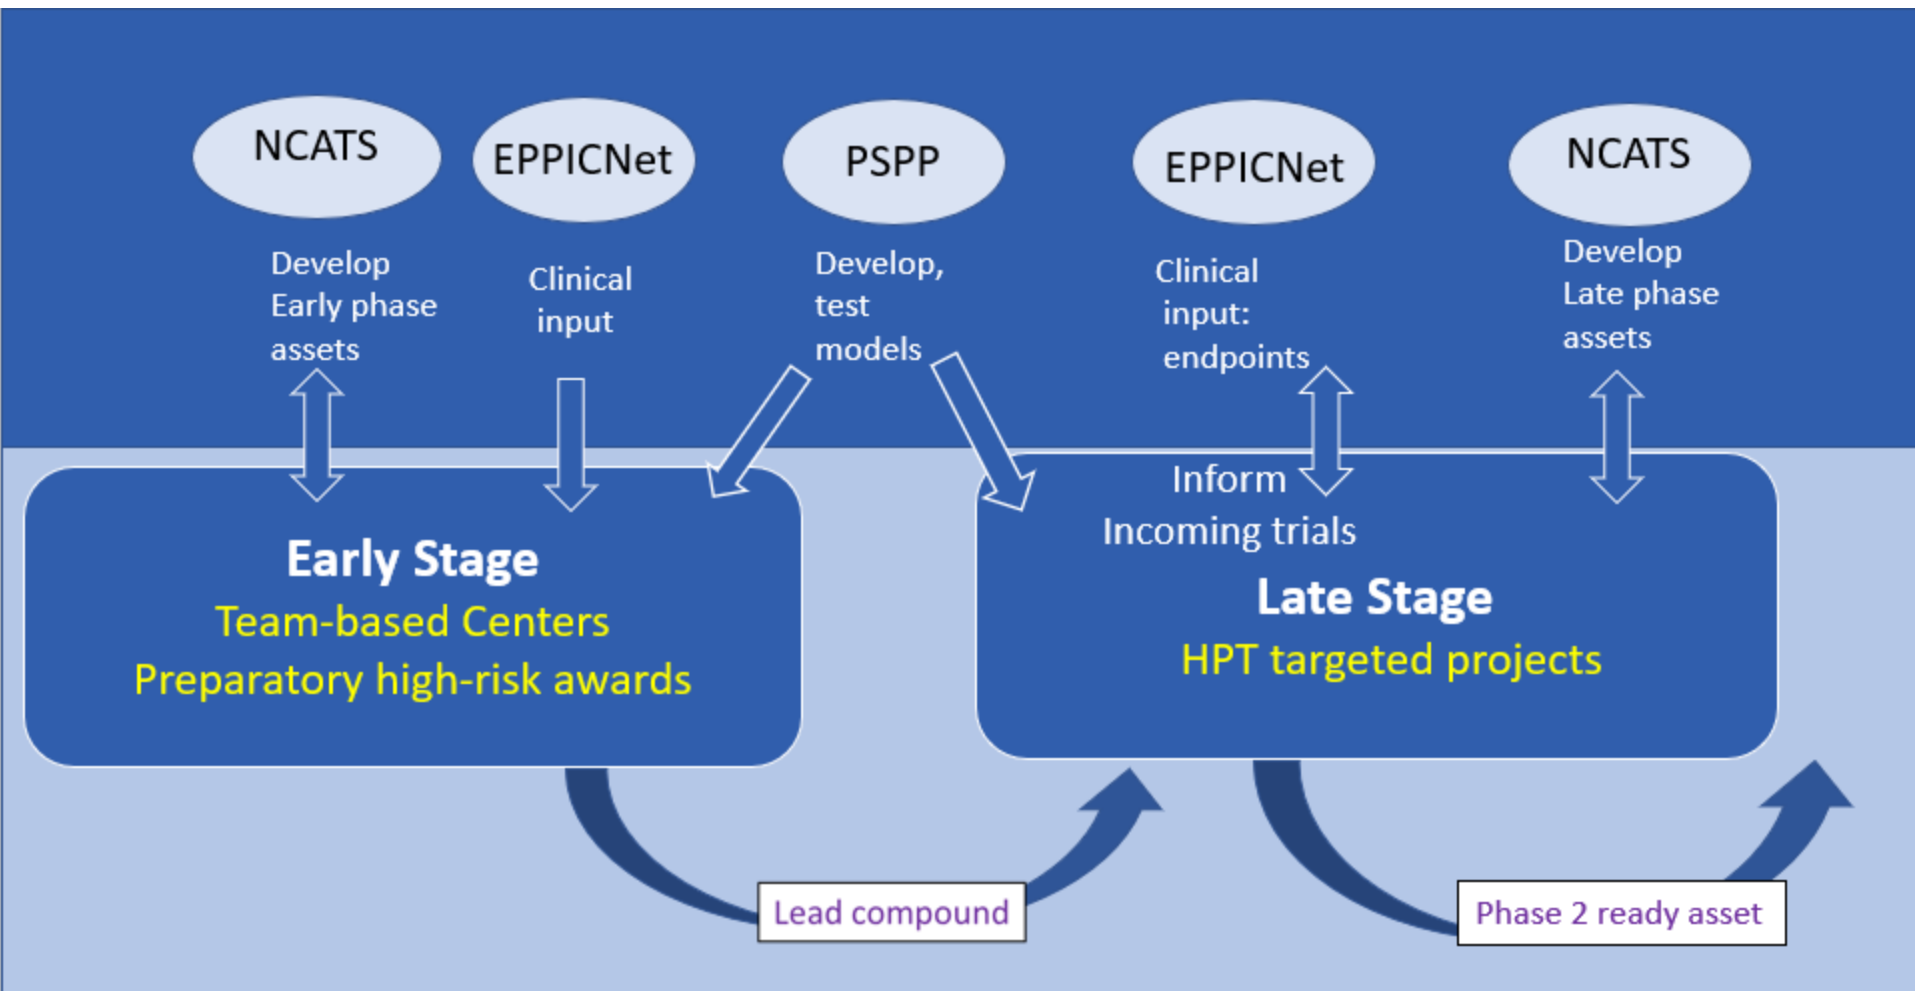 NCATS
EPPICNet
PSPP
EPPICNet
NCATS
Develop
Early phase
assets
Clinical
input
Develop,
test
models
Clinical
input:
endpoints
Develop
Late phase
assets
Early Stage
Team-based Centers
Preparatory high-risk awards
Inform
Incoming trials
Late Stage
HPT targeted projects
Lead compound
Phase 2 ready asset